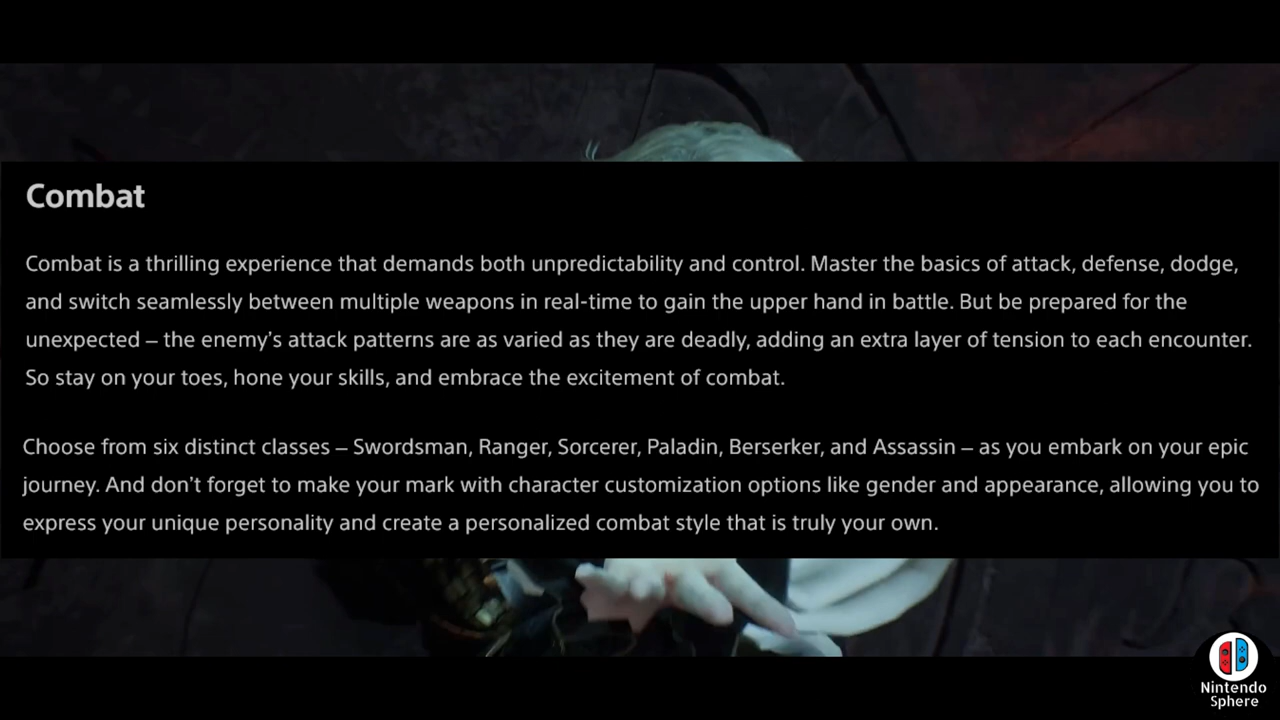 Combat
Combat is a thrilling experience that demands both unpredictability and control. Master the basics of attack, defense, dodge,
and switch seamlessly between multiple weapons in real-time to gain the upper hand in battle. But be prepared for the
unexpected – the enemy's attack patterns are as varied as they are deadly, adding an extra layer of tension to each encounter.
So stay on your toes, hone your skills, and embrace the excitement of combat.
Choose from six distinct classes – Swordsman, Ranger, Sorcerer, Paladin, Berserker, and Assassin – as you embark on your epic
journey. And don't forget to make your mark with character customization options like gender and appearance, allowing you to
express your unique personality and create a personalized combat style that is truly your own.
Nintendo
Sphere